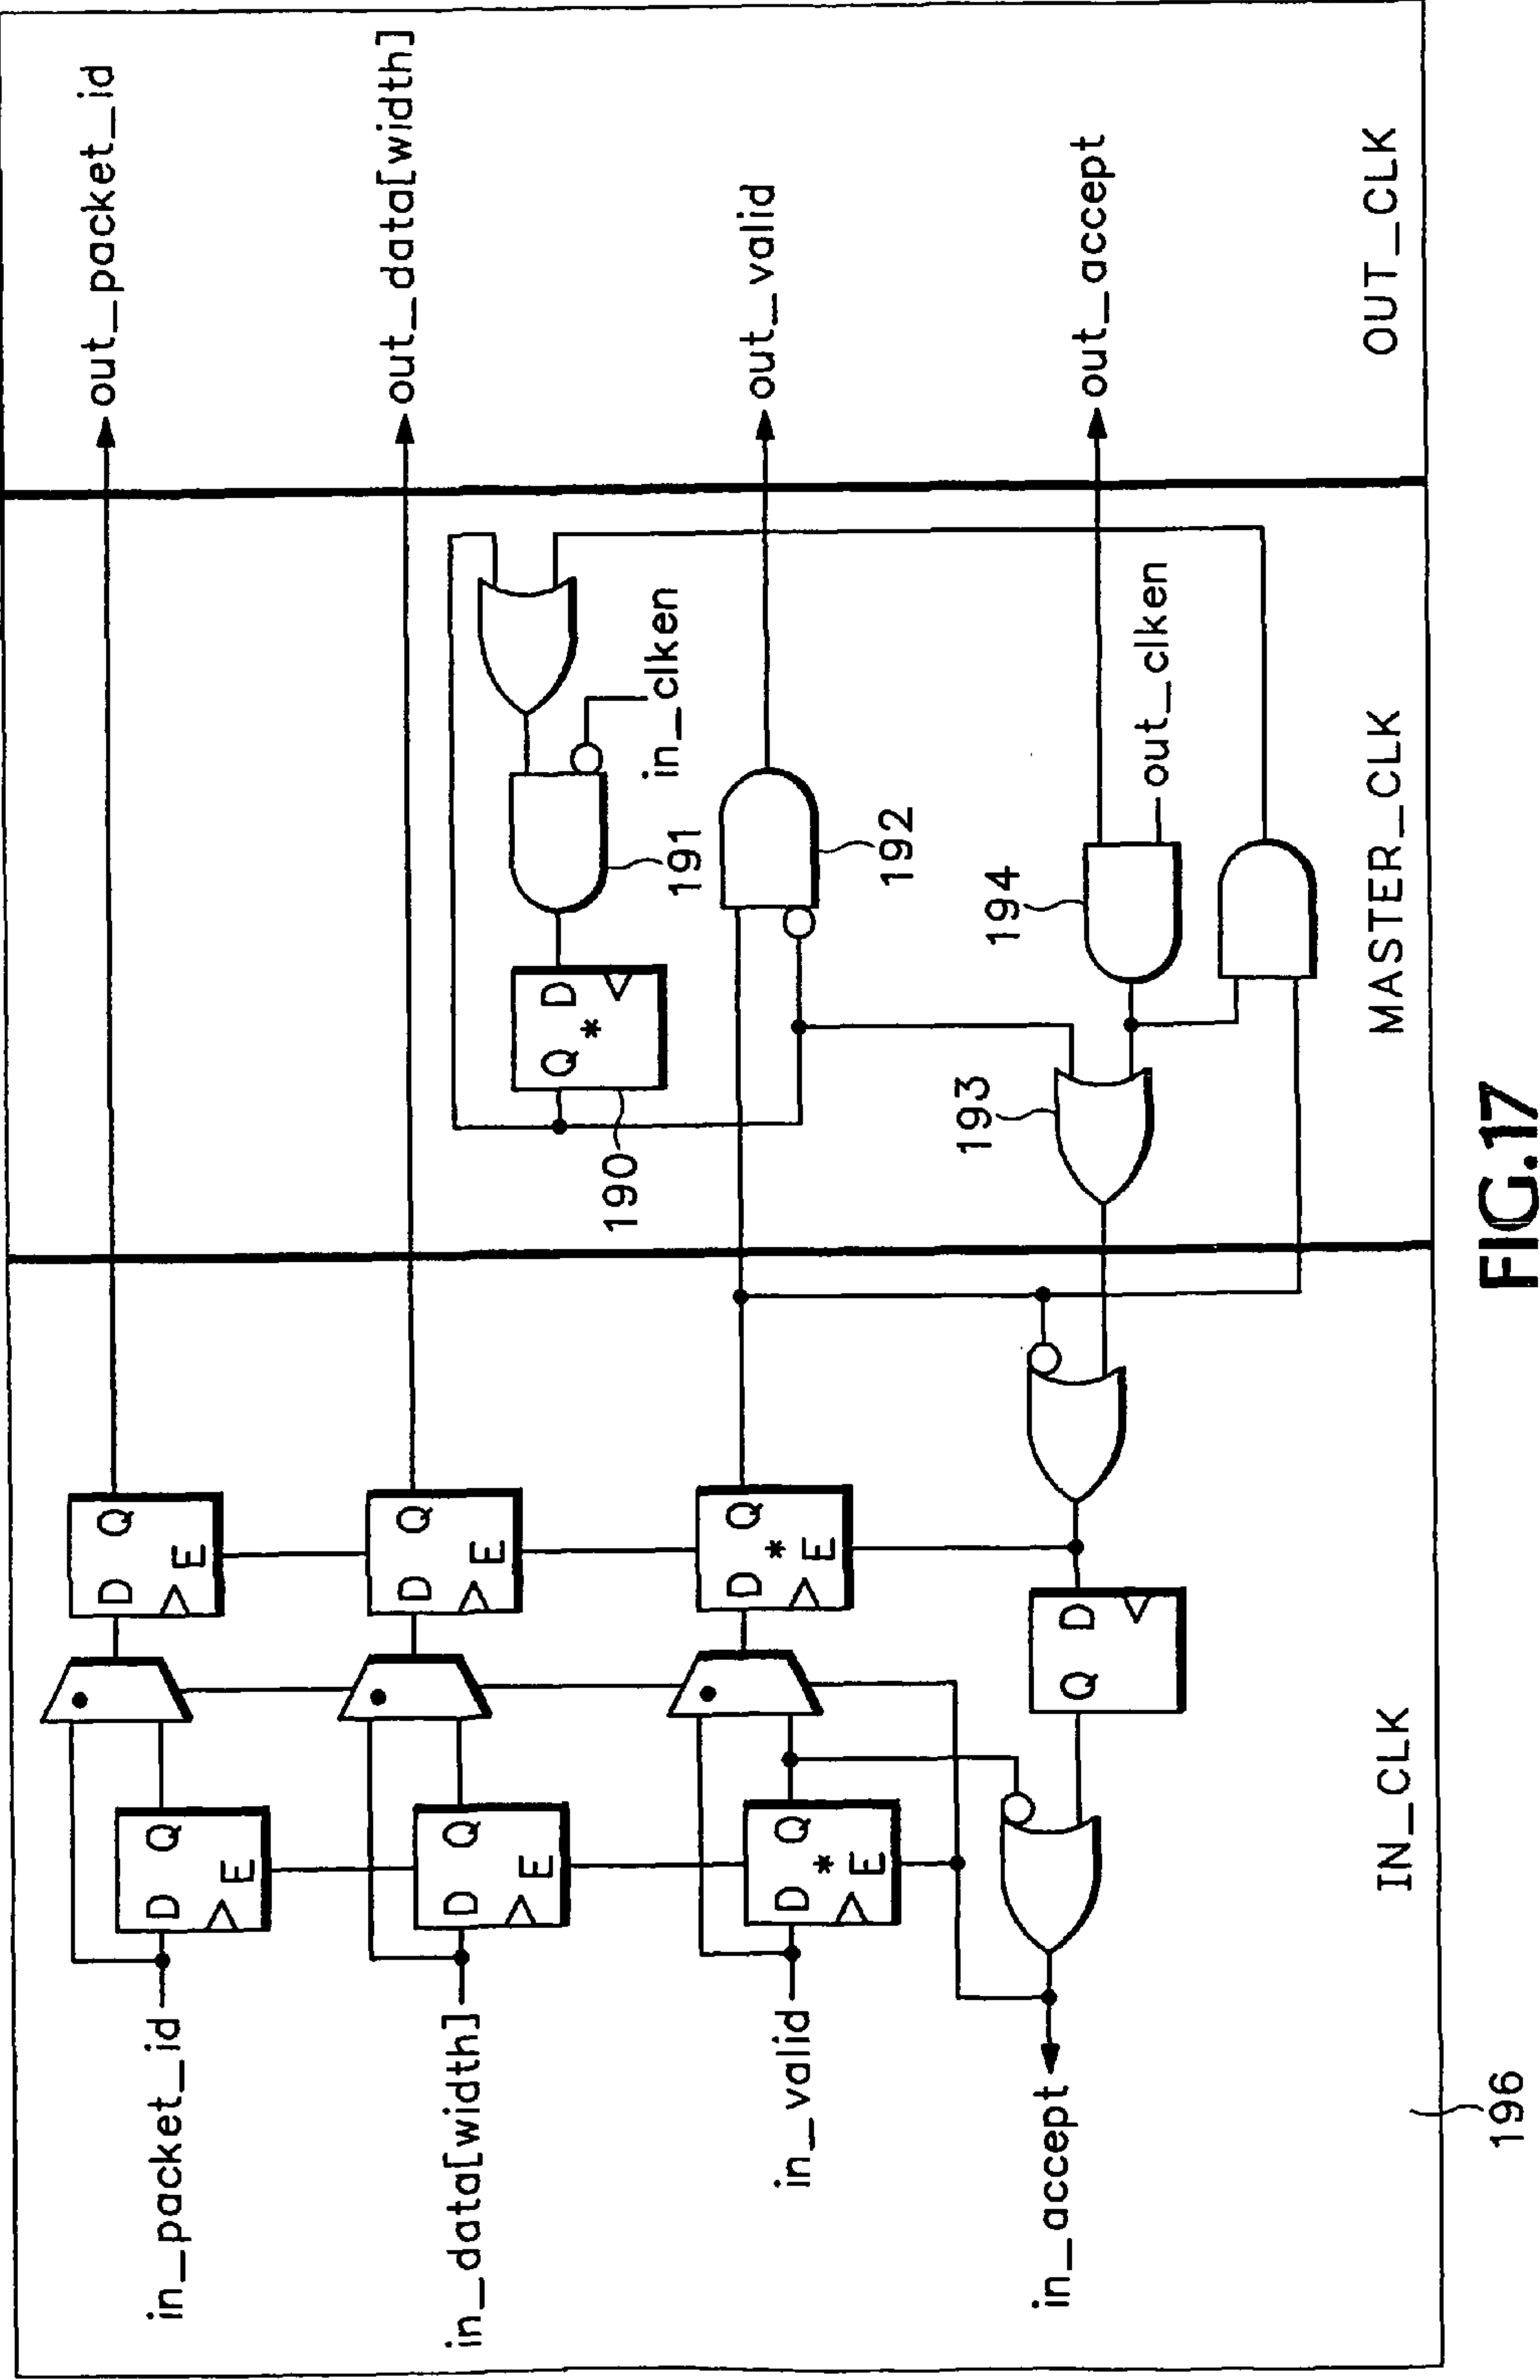 out_packet_id
out_data[width]
out_valid
out_accept
OUT_CLK
in_clken
191
D
Q
*
190
192
194
out_clken
193
MASTER_CLK
D
Q
E
D
Q
E
D
Q
*
E
D
Q
D
Q
E
D
Q
E
D
Q
*
E
in_packet_id
in_data[width]
in_valid
in_accept
IN_CLK
196
FIG.17